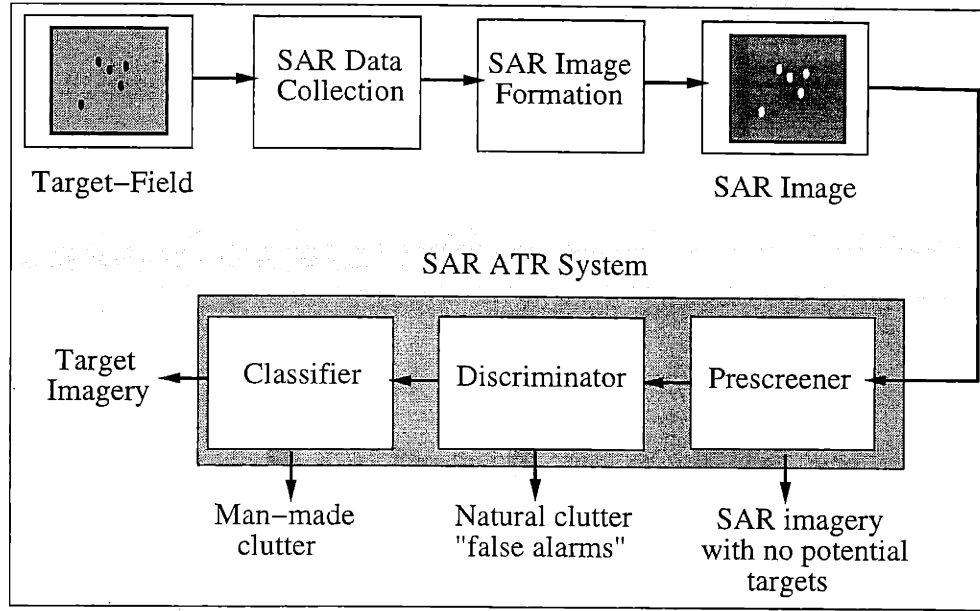 SAR Data
Collection
SAR Image
Formation
Target–Field
SAR Image
SAR ATR System
Target
Imagery
Classifier
Discriminator
Prescreener
Man–made
clutter
Natural clutter
"false alarms"
SAR imagery
with no potential
targets